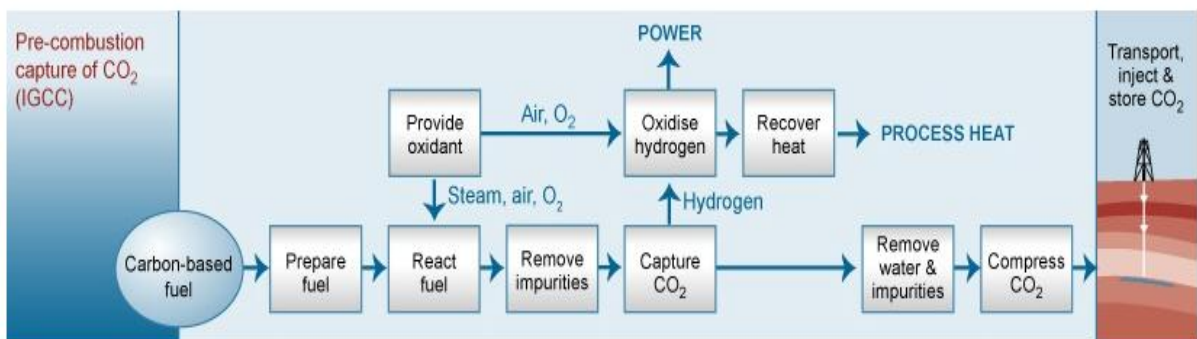 Pre-combustion
capture of CO₂
(IGCC)
POWER
Transport,
inject &
store CO₂
Provide
oxidant
Air, O₂
Oxidise
hydrogen
Recover
heat
PROCESS HEAT
Steam, air, O₂
Hydrogen
Carbon-based
fuel
Prepare
fuel
React
fuel
Remove
impurities
Capture
CO₂
Remove
water &
impurities
Compress
CO₂